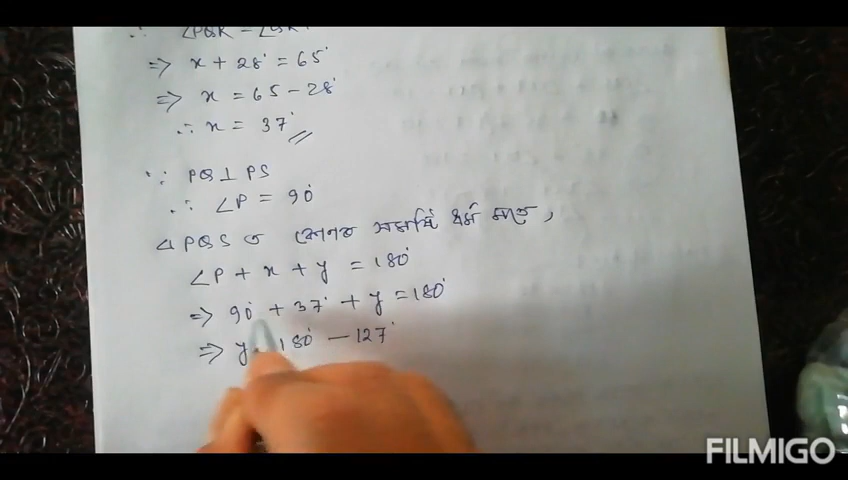 ∴ ∠PQR = ∠QR
⇒ x + 28° = 65°
⇒ x = 65 - 28°
∴ x = 37°
∵ PQ ⊥ PS
∴ ∠P = 90°
△ PQS ত কোণৰ সমষ্টি ধৰ্ম মতে,
∠P + x + y = 180°
⇒ 90° + 37° + y = 180°
⇒ y = 180° - 127°
FILMIGO